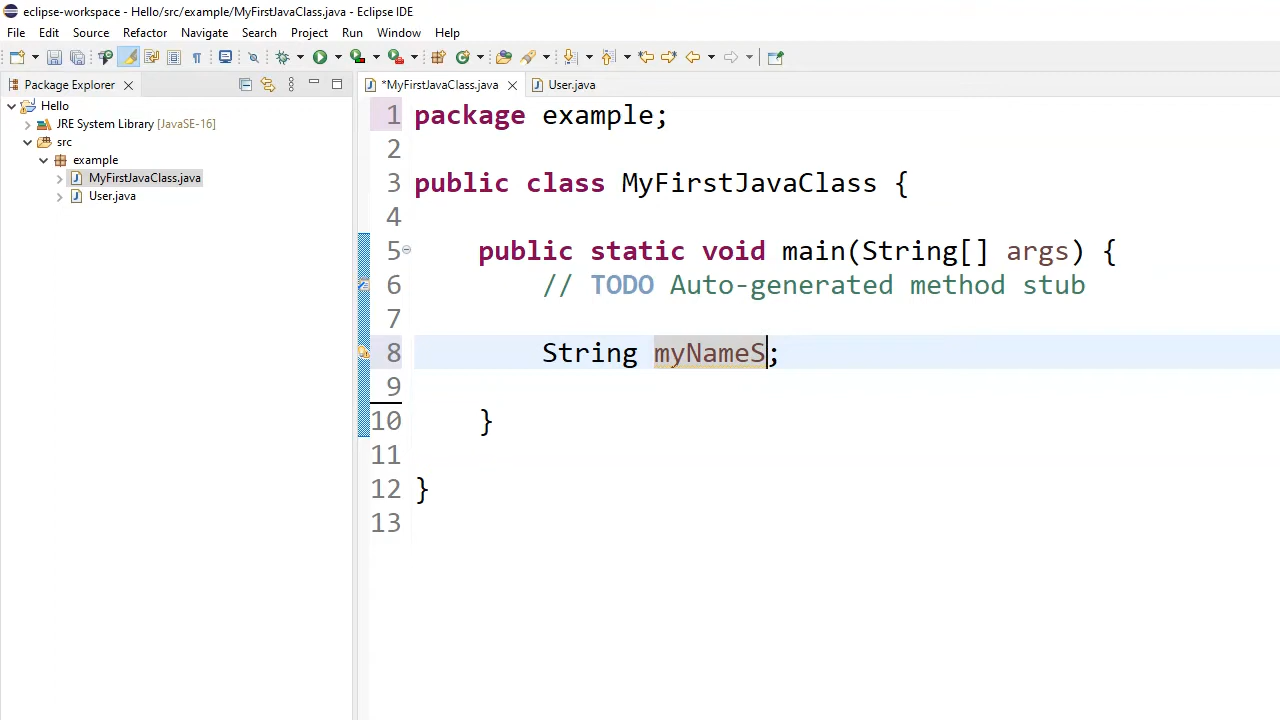 eclipse-workspace - Hello/src/example/MyFirstJavaClass.java - Eclipse IDE
File Edit Source Refactor Navigate Search Project Run Window Help
Package Explorer
*MyFirstJavaClass.java User.java
Hello
JRE System Library [JavaSE-16]
src
example
MyFirstJavaClass.java
User.java
1 package example;
2
3 public class MyFirstJavaClass {
4
5 public static void main(String[] args) {
6 // TODO Auto-generated method stub
7
8 String myNameS;
9
10 }
11
12 }
13